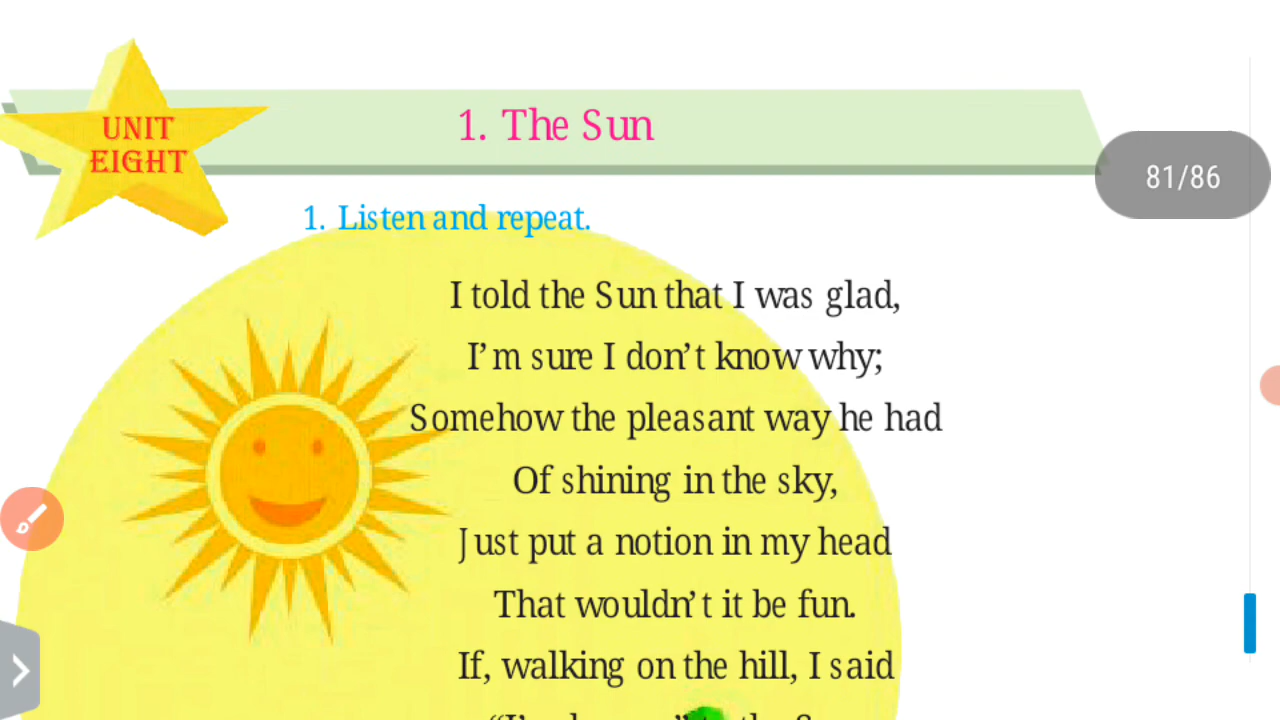 UNIT
EIGHT
1. The Sun
81/86
1. Listen and repeat.
I told the Sun that I was glad,
I'm sure I don't know why;
Somehow the pleasant way he had
Of shining in the sky,
Just put a notion in my head
That wouldn't it be fun.
If, walking on the hill, I said